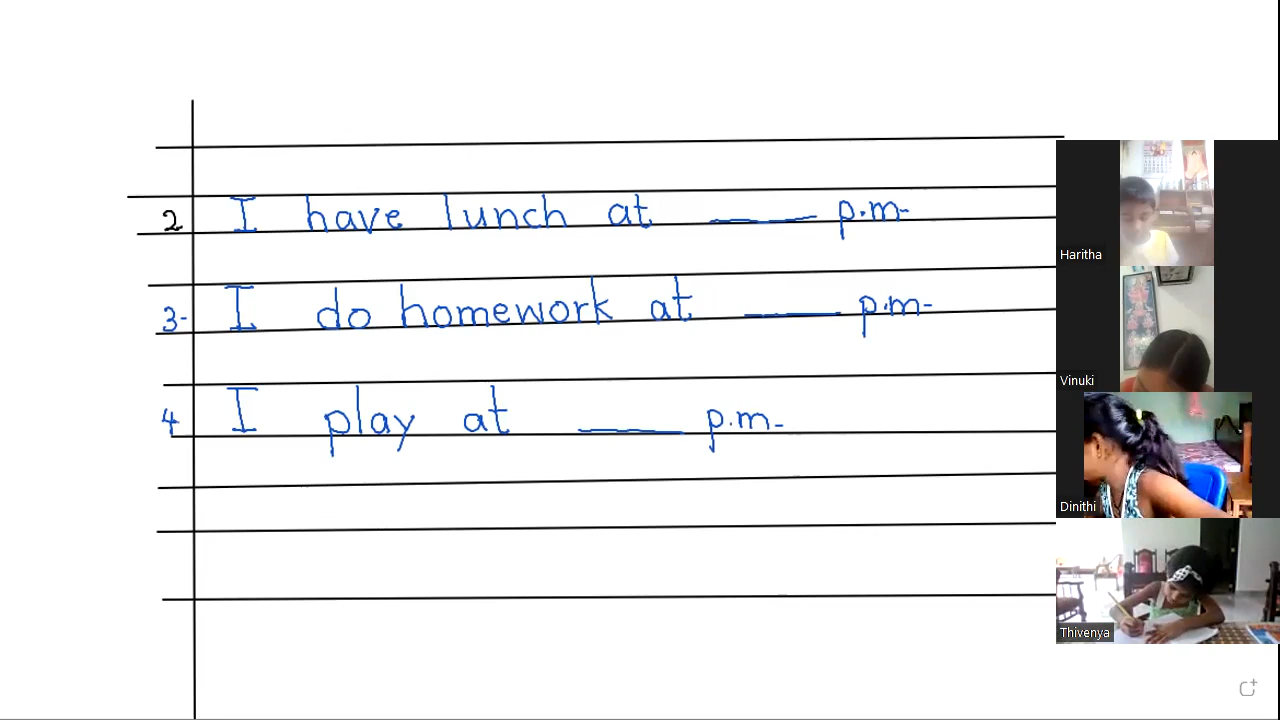 2 I have lunch at ____ p.m.
3. I do homework at ____ p.m.
4 I play at ____ p.m.
Haritha
Vinuki
Dinithi
Thivenya